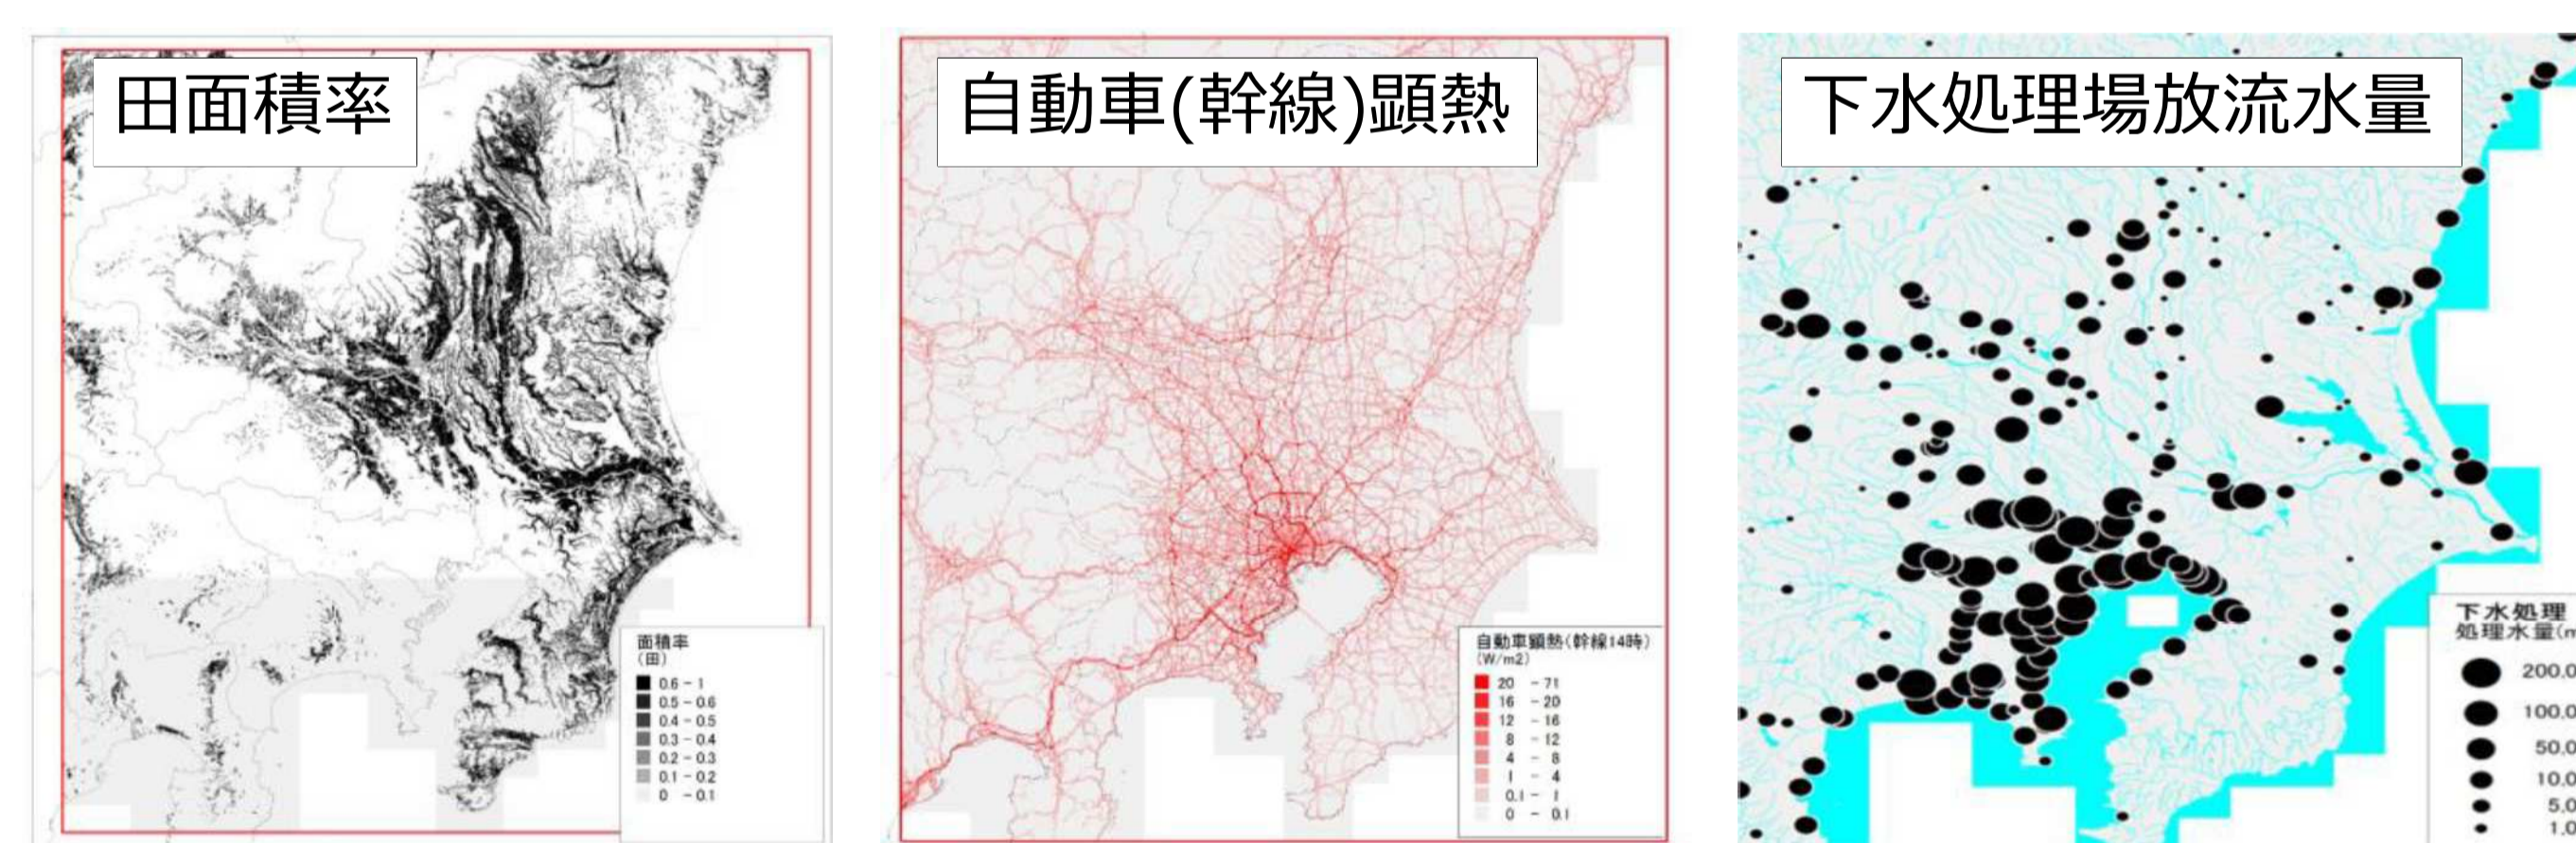 田面積率
面積率
(田)
0.6 - 1
0.5 - 0.6
0.4 - 0.5
0.3 - 0.4
0.2 - 0.3
0.1 - 0.2
0 - 0.1
自動車(幹線)顕熱
自動車顕熱(幹線14時)
(W/m2)
20 - 71
16 - 20
12 - 16
8 - 12
4 - 8
1 - 4
0.1 - 1
0 - 0.1
下水処理場放流水量
下水処理
処理水量(m
200,0
100,0
50,0
10,0
5,0
1,0